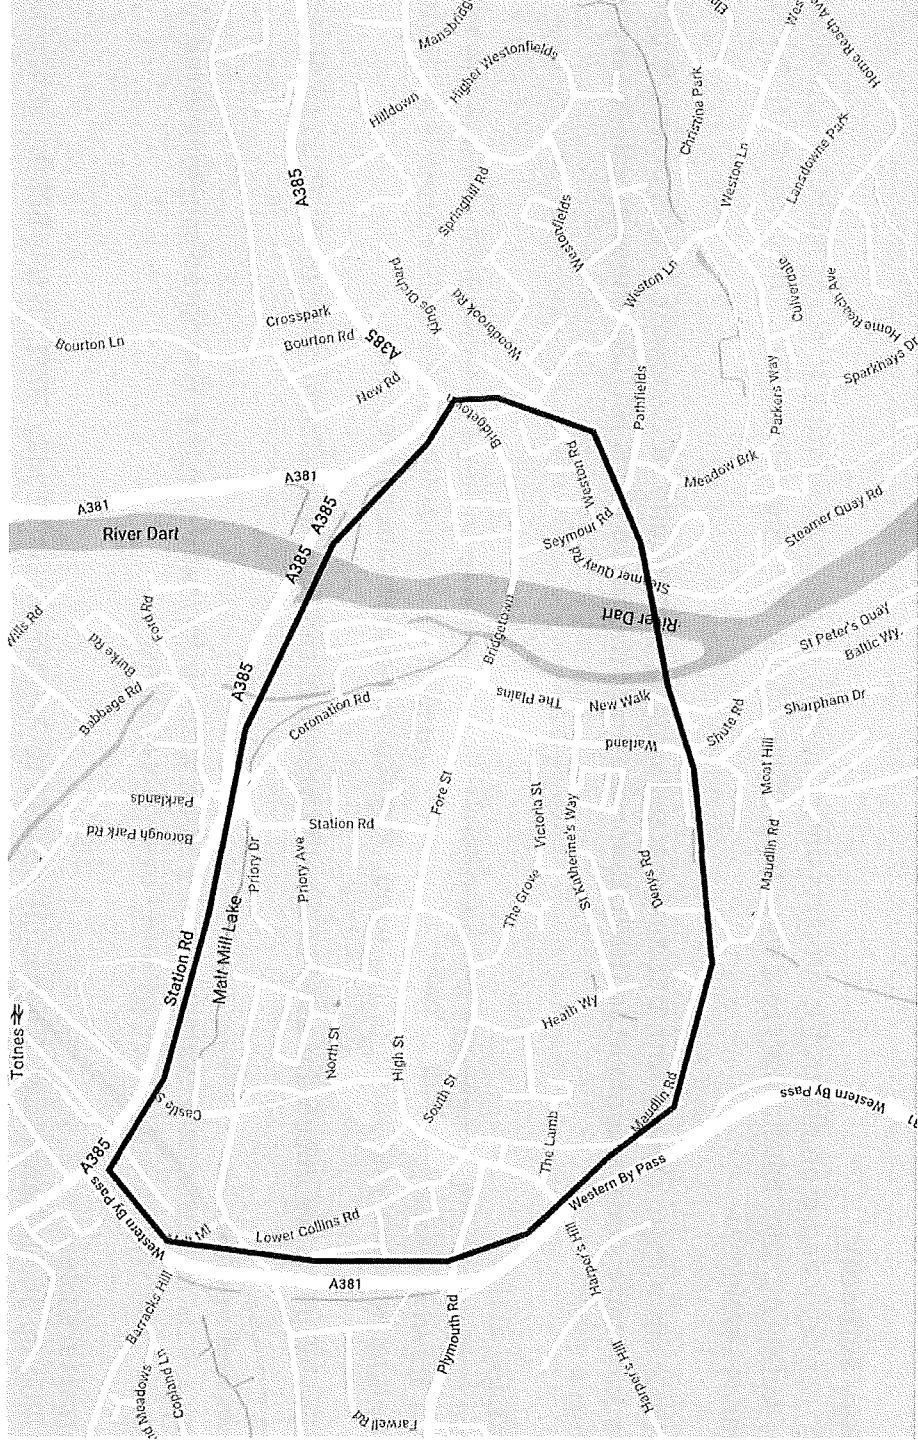 Mansbridg
Higher Westonfields
Hilldown
Christina Park
Home Reach Av
Lansdowne Park
Weston Ln
A385
Springhill Rd
Westonfields
Weston Ln
Kings Orchard
Woodbrook Rd
Culverdale
Home Reach Ave
Crosspark
Bourton Rd
A385
Bourton Ln
New Rd
Sparkhays Dr
Parkers Way
Pathfields
Bridgetown
Weston Rd
Meadow Brk
A381
A381
A385
Steamer Quay Rd
River Dart
Seymour Rd
A385
Steamer Quay Rd
River Dart
Wills Rd
Ford Rd
Burke Rd
Bridgetown
St Peter's Quay
Baltic Wy.
A385
Babbage Rd
Coronation Rd
The Plains
New Walk
Sharpham Dr
Shute Rd
Warland
Moat Hill
Parklands
Fore St
Victoria St
St Katherine's Way
Borough Park Rd
Station Rd
Priory Dr
Priory Ave
The Grove
Denys Rd
Maudlin Rd
Station Rd
Malt Mill Lake
Totnes
North St
High St
Heath Wy
South St
Castle S
Maudlin Rd
Western By Pass
Western By Pass
A385
The Lamb
Western By Pass
Western By Pass
Lower Collins Rd
A381
Harper's Hill
Barracks Hill
Plymouth Rd
Harper's Hill
Copland Ln
nd Meadows
Farwell Rd